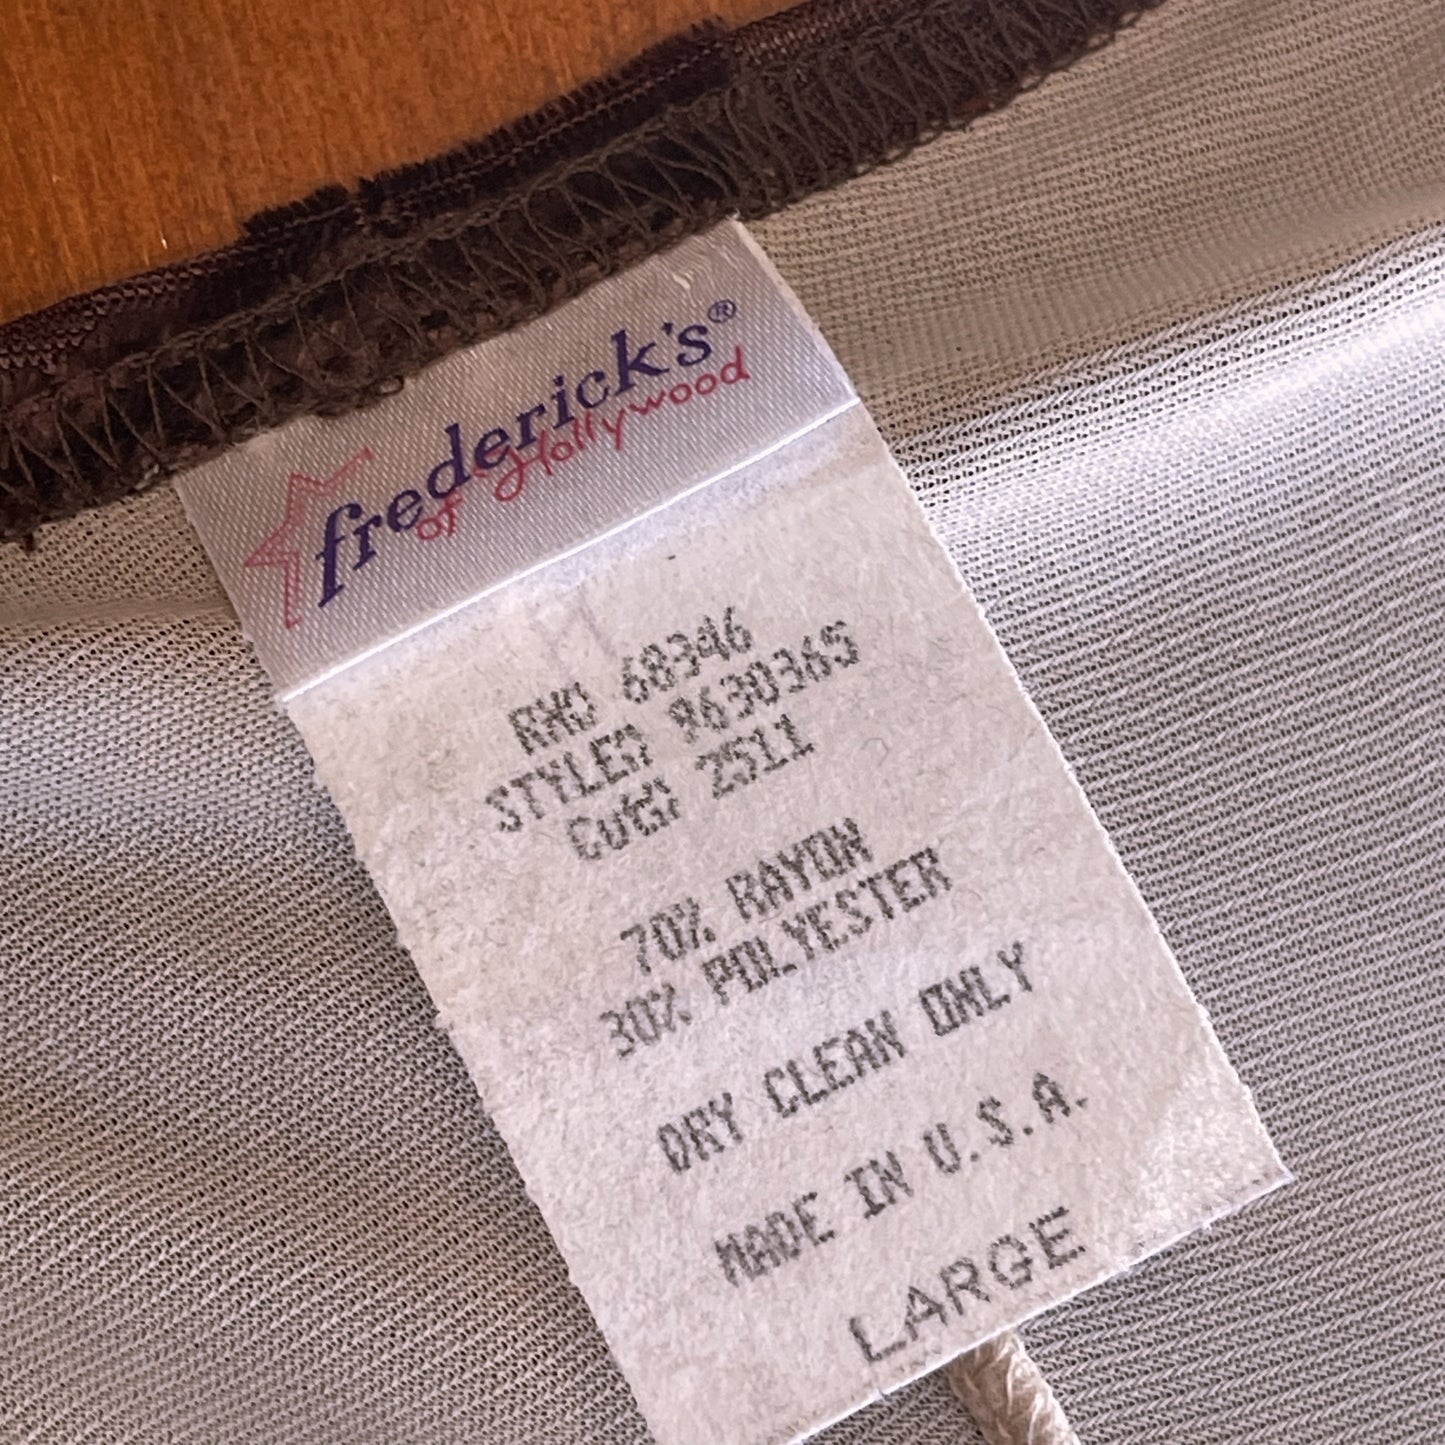 frederick's®
of Hollywood
RN# 68346
STYLE# 9630365
CUT# 2511
70% RAYON
30% POLYESTER
DRY CLEAN ONLY
MADE IN U.S.A.
LARGE